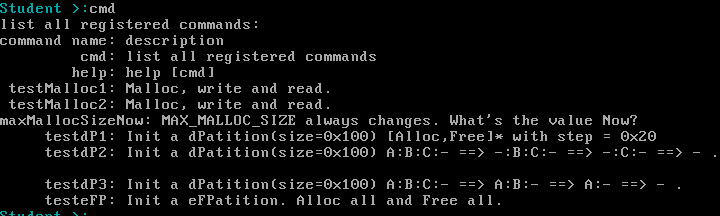 Student >:cmd
list all registered commands:
command name: description
cmd: list all registered commands
help: help [cmd]
testMalloc1: Malloc, write and read.
testMalloc2: Malloc, write and read.
maxMallocSizeNow: MAX_MALLOC_SIZE always changes. What's the value Now?
testdP1: Init a dPatition(size=0x100) [Alloc,Free]* with step = 0x20
testdP2: Init a dPatition(size=0x100) A:B:C:- ==> -:B:C:- ==> -:C:- ==> - .
testdP3: Init a dPatition(size=0x100) A:B:C:- ==> A:B:- ==> A:- ==> - .
testeFP: Init a eFPatition. Alloc all and Free all.
Student >: